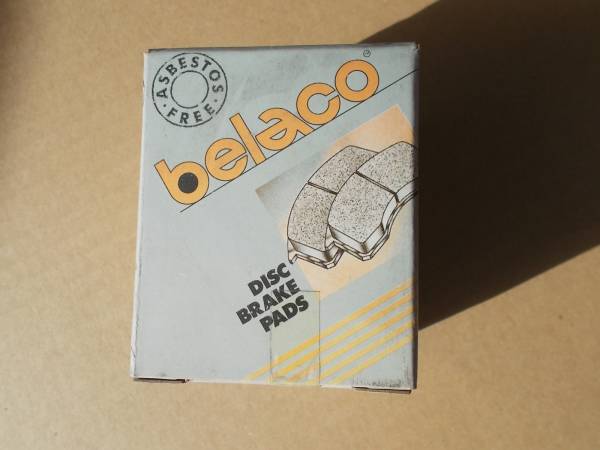 ASBESTOS
FREE
belaco®
DISC
BRAKE
PADS